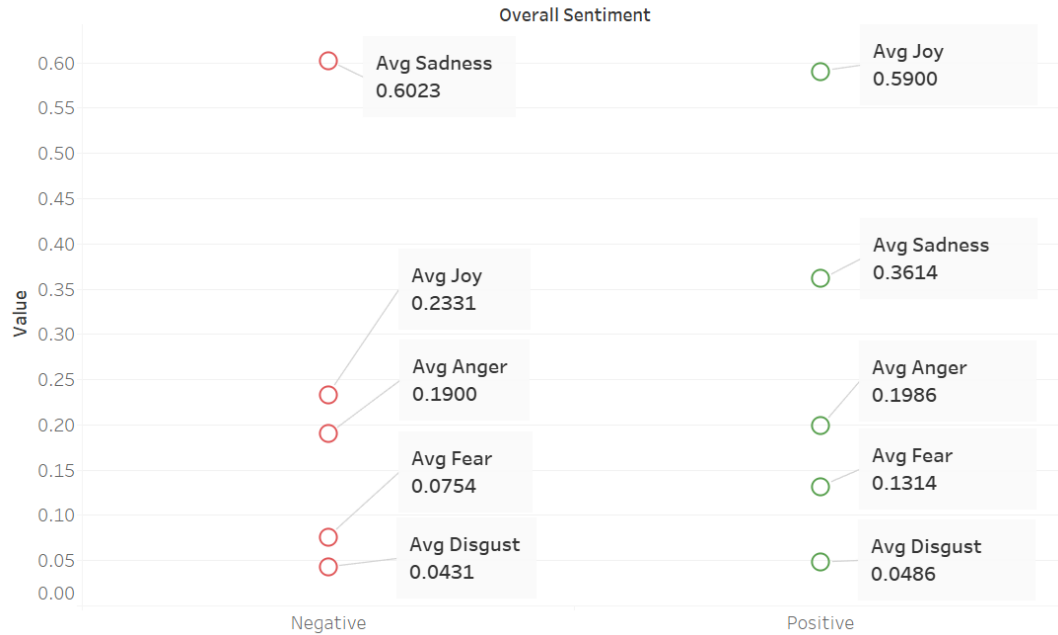 Overall Sentiment
Value
0.60
0.55
0.50
0.45
0.40
0.35
0.30
0.25
0.20
0.15
0.10
0.05
0.00
Avg Sadness
0.6023
Avg Joy
0.2331
Avg Anger
0.1900
Avg Fear
0.0754
Avg Disgust
0.0431
Avg Joy
0.5900
Avg Sadness
0.3614
Avg Anger
0.1986
Avg Fear
0.1314
Avg Disgust
0.0486
Negative
Positive